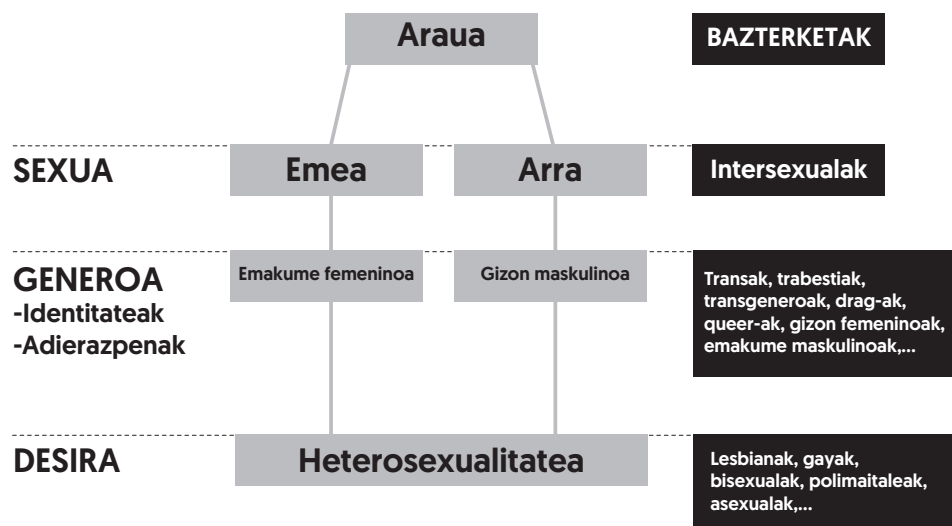 Araua
BAZTERKETAK
SEXUA
Emea
Arra
Intersexualak
GENEROA
-Identitateak
-Adierazpenak
Emakume femeninoa
Gizon maskulinoa
Transak, trabestiak,
transgeneroak, drag-ak,
queer-ak, gizon femeninoak,
emakume maskulinoak,...
DESIRA
Heterosexualitatea
Lesbianak, gayak,
bisexualak, polimaitaleak,
asexualak,...